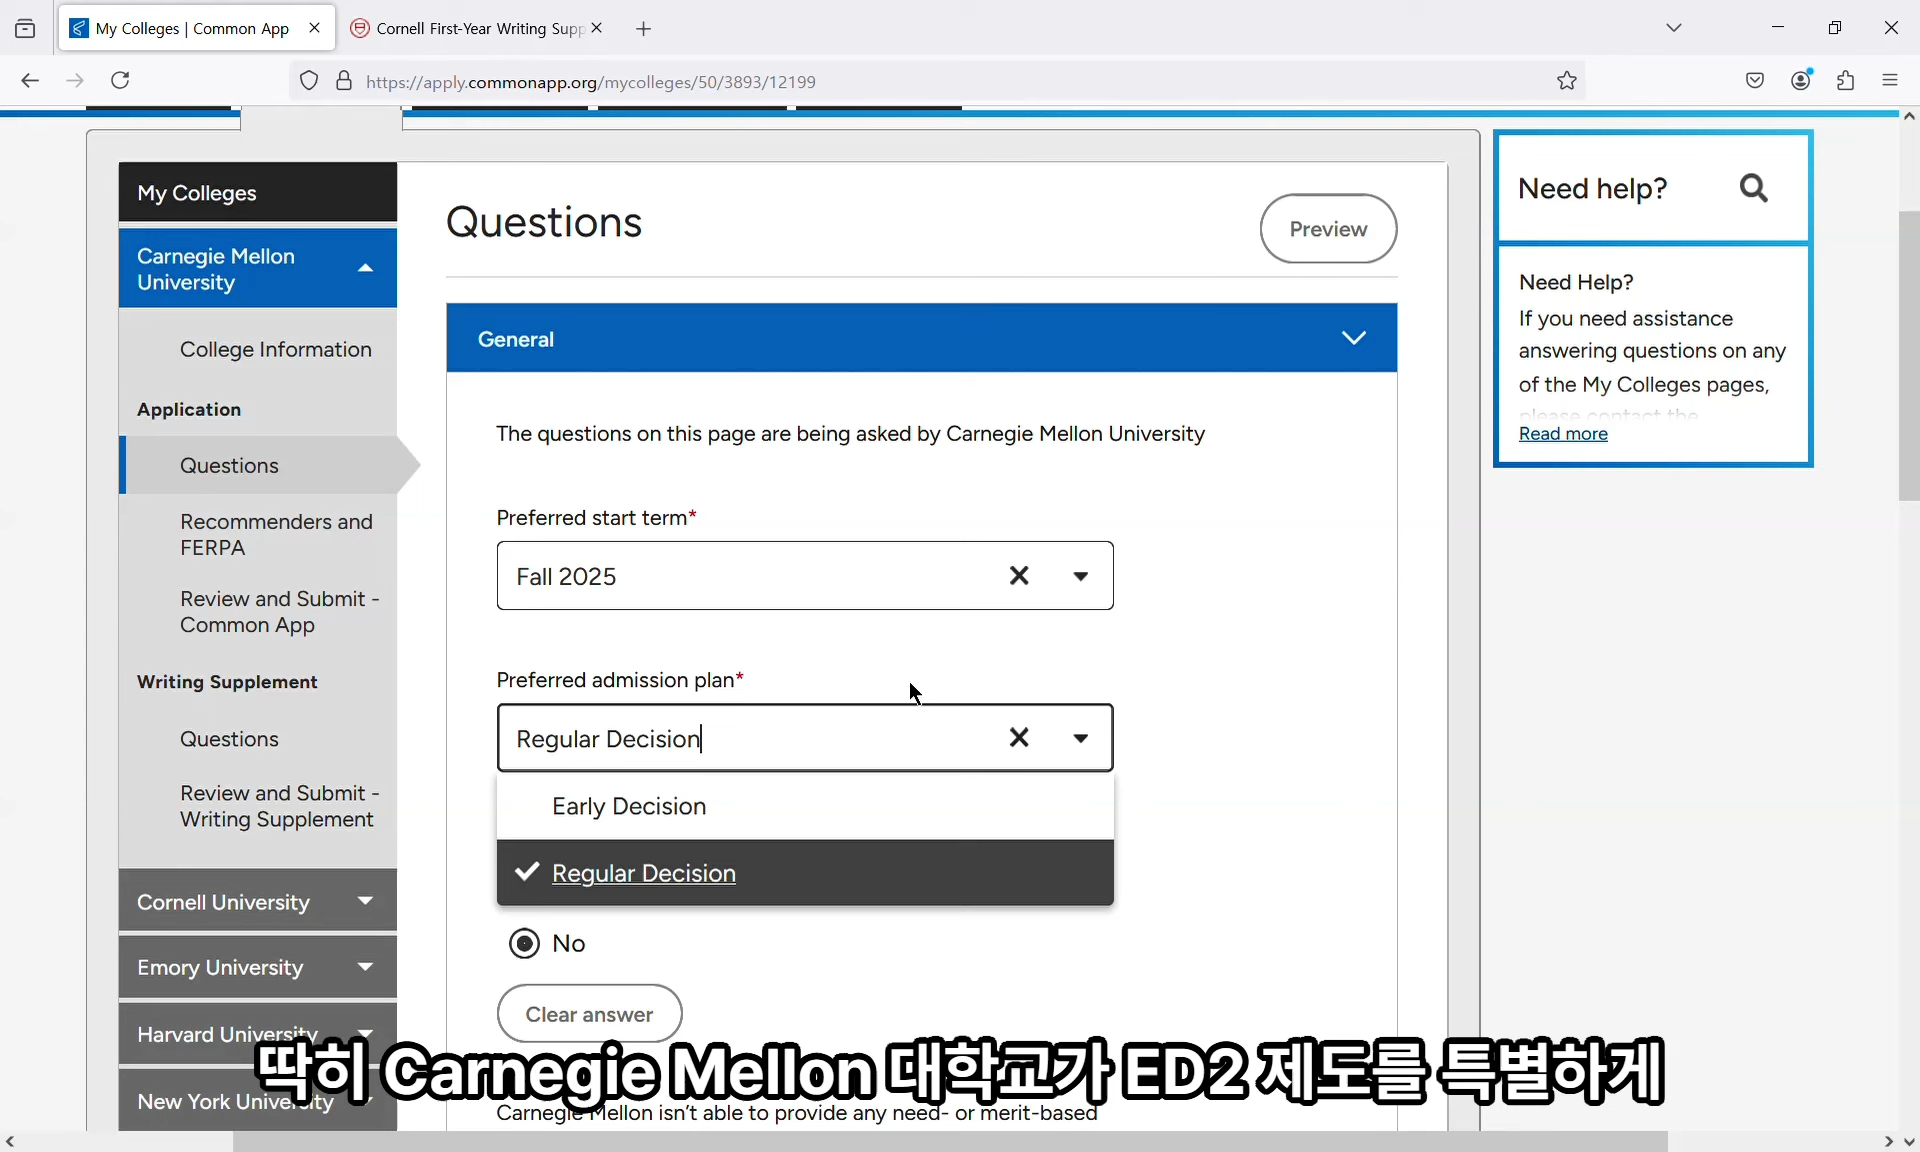 My Colleges | Common App
Cornell First-Year Writing Supp
https://apply.commonapp.org/mycolleges/50/3893/12199
My Colleges
Carnegie Mellon
University
College Information
Application
Questions
Recommenders and
FERPA
Review and Submit -
Common App
Writing Supplement
Questions
Review and Submit -
Writing Supplement
Cornell University
Emory University
Harvard University
New York University
Questions
Preview
General
The questions on this page are being asked by Carnegie Mellon University
Preferred start term*
Fall 2025
Preferred admission plan*
Regular Decision
Early Decision
Regular Decision
No
Clear answer
Carnegie Mellon isn't able to provide any need- or merit-based
Need help?
Need Help?
If you need assistance
answering questions on any
of the My Colleges pages,
please contact the
Read more
딱히 Carnegie Mellon 대학교가 ED2 제도를 특별하게